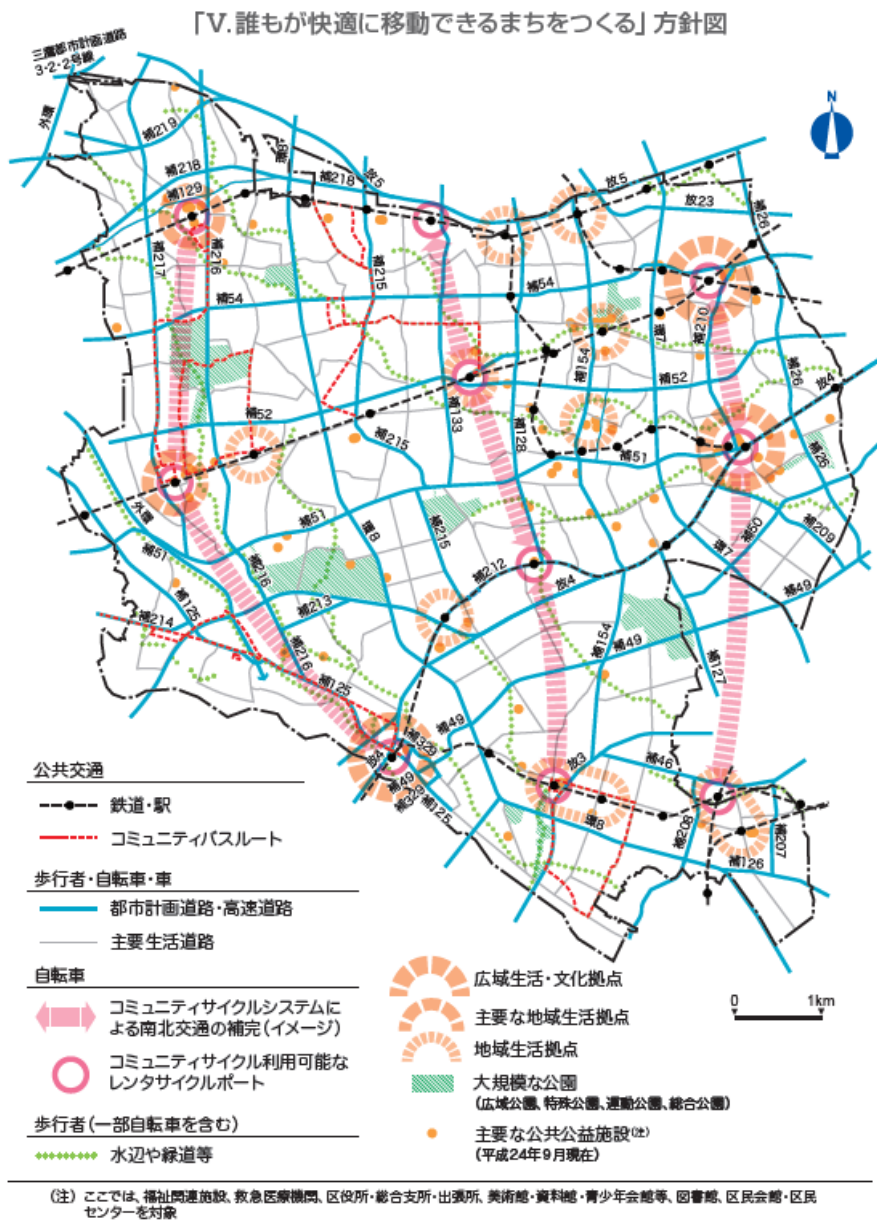 「Ⅴ.誰もが快適に移動できるまちをつくる」方針図
三鷹都市計画道路
3・2・2号線
N
外環
補219
環8
補218
補218
放5
放5
補129
放23
補26
補217
補216
補215
補54
補54
環7
補210
補154
補52
補26
放4
補52
補133
補215
補128
補51
補26
外環
補51
環8
補215
補50
環7
補209
補51
補216
補212
放4
補49
補125
補213
補214
補216
補154
補49
補127
補125
補49
補329
放4
補49
補329
補125
放3
補46
環8
補208
補207
補126
公共交通
鉄道・駅
コミュニティバスルート
歩行者・自転車・車
都市計画道路・高速道路
主要生活道路
自転車
コミュニティサイクルシステムに
よる南北交通の補完(イメージ)
コミュニティサイクル利用可能な
レンタサイクルポート
歩行者(一部自転車を含む)
水辺や緑道等
広域生活・文化拠点
主要な地域生活拠点
地域生活拠点
大規模な公園
(広域公園、特殊公園、運動公園、総合公園)
主要な公共公益施設(注)
(平成24年9月現在)
0 1km
(注) ここでは、福祉関連施設、救急医療機関、区役所・総合支所・出張所、美術館・資料館・青少年会館等、図書館、区民会館・区民
センターを対象